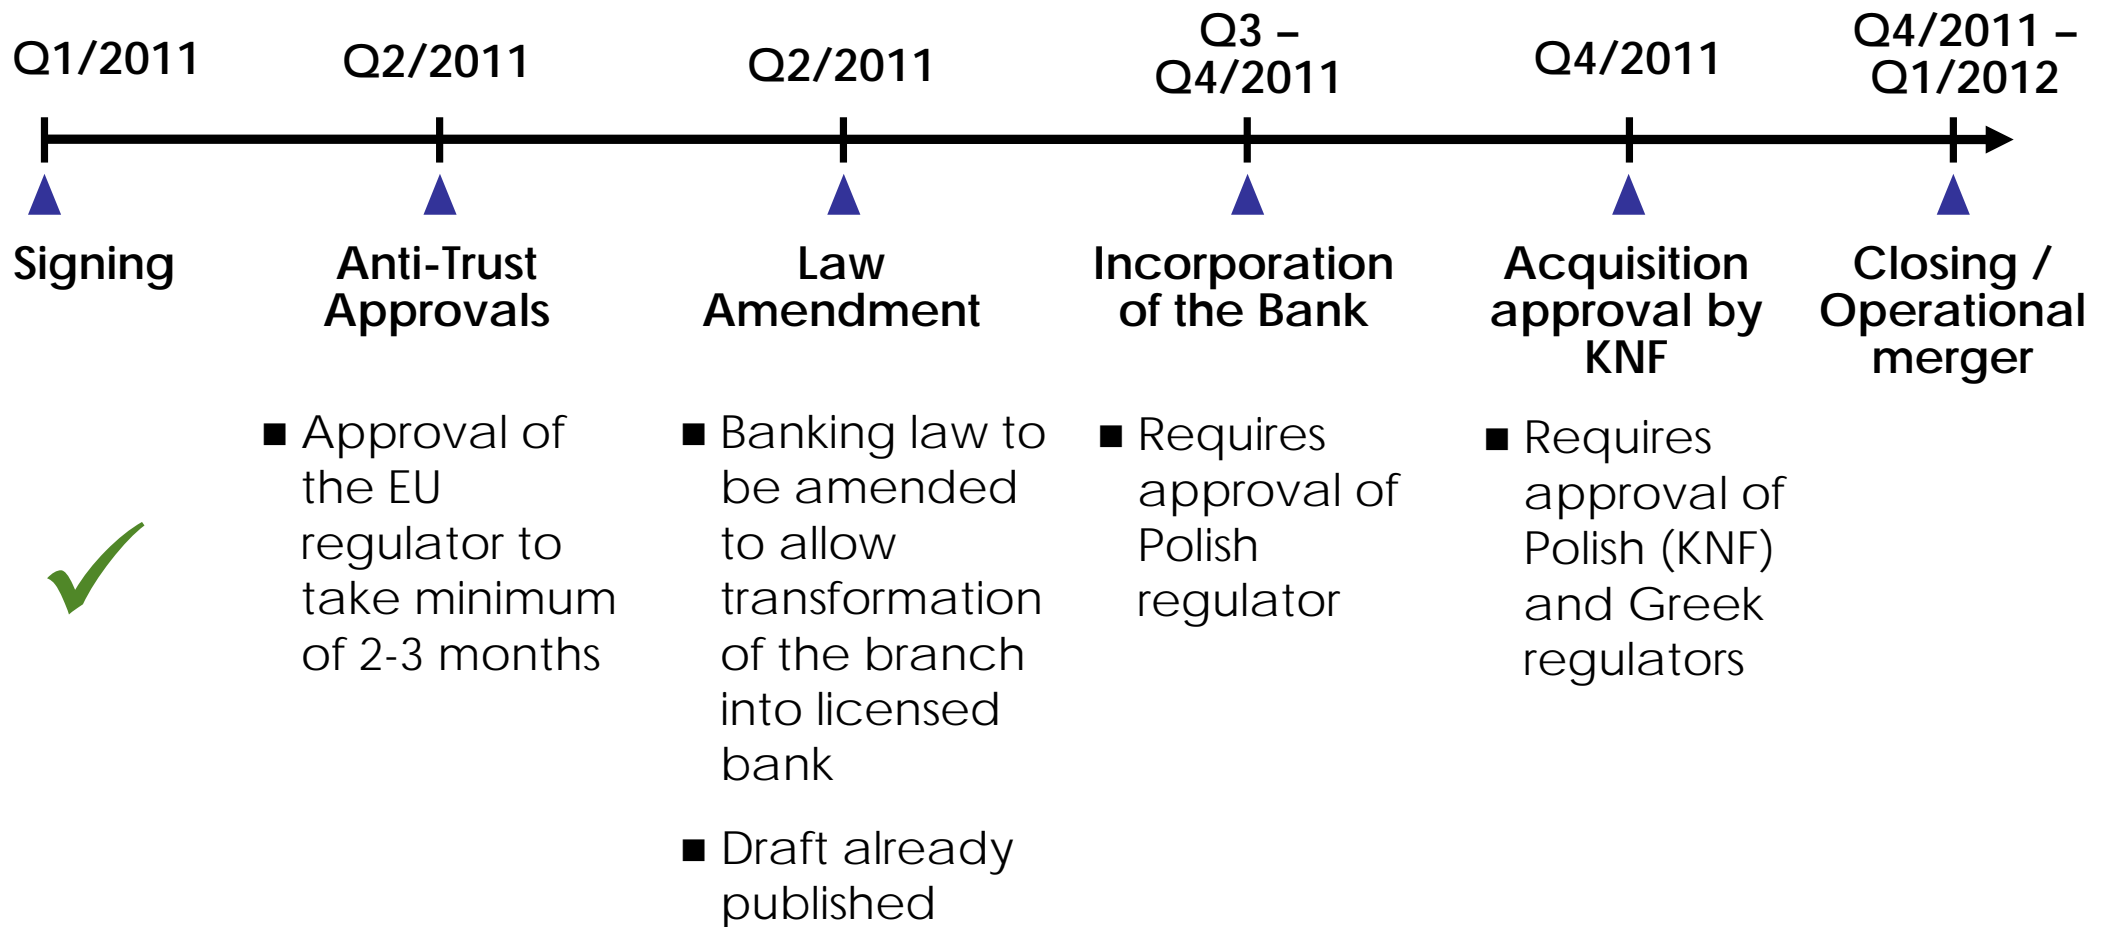 Q1/2011
Q2/2011
Q2/2011
Q3 –
Q4/2011
Q4/2011
Q4/2011 –
Q1/2012
Signing
Anti-Trust
Approvals
Law
Amendment
Incorporation
of the Bank
Acquisition
approval by
KNF
Closing /
Operational
merger
■ Approval of
the EU
regulator to
take minimum
of 2-3 months
■ Banking law to
be amended
to allow
transformation
of the branch
into licensed
bank
■ Draft already
published
■ Requires
approval of
Polish
regulator
■ Requires
approval of
Polish (KNF)
and Greek
regulators